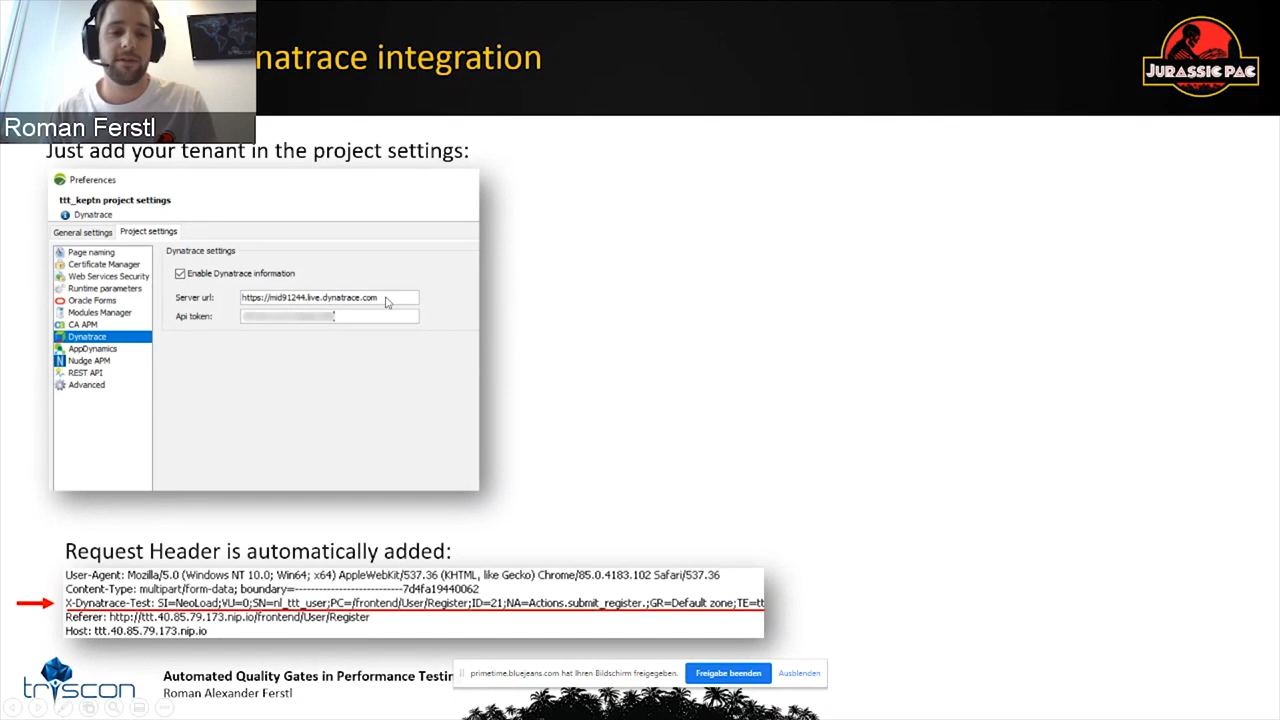 natrace integration
JURASSIC PAC
Roman Ferstl
Just add your tenant in the project settings:
Preferences
ttt_keptn project settings
Dynatrace
General settings
Project settings
Page naming
Certificate Manager
Web Services Security
Runtime parameters
Oracle Forms
Modules Manager
CA APM
Dynatrace
AppDynamics
Nudge APM
REST API
Advanced
Dynatrace settings
Enable Dynatrace information
Server url: https://mid91244.live.dynatrace.com
Api token:
Request Header is automatically added:
User-Agent: Mozilla/5.0 (Windows NT 10.0; Win64; x64) AppleWebKit/537.36 (KHTML, like Gecko) Chrome/85.0.4183.102 Safari/537.36
Content-Type: multipart/form-data; boundary=---------------------------7d4fa19440062
X-Dynatrace-Test: SI=NeoLoad;VU=0;SN=nl_ttt_user;PC=/frontend/User/Register;ID=21;NA=Actions.submit_register.;GR=Default zone;TE=tt
Referer: http://ttt.40.85.79.173.nip.io/frontend/User/Register
Host: ttt.40.85.79.173.nip.io
triscon
Automated Quality Gates in Performance Testin
Roman Alexander Ferstl
primetime.bluejeans.com hat Ihren Bildschirm freigegeben.
Freigabe beenden
Ausblenden